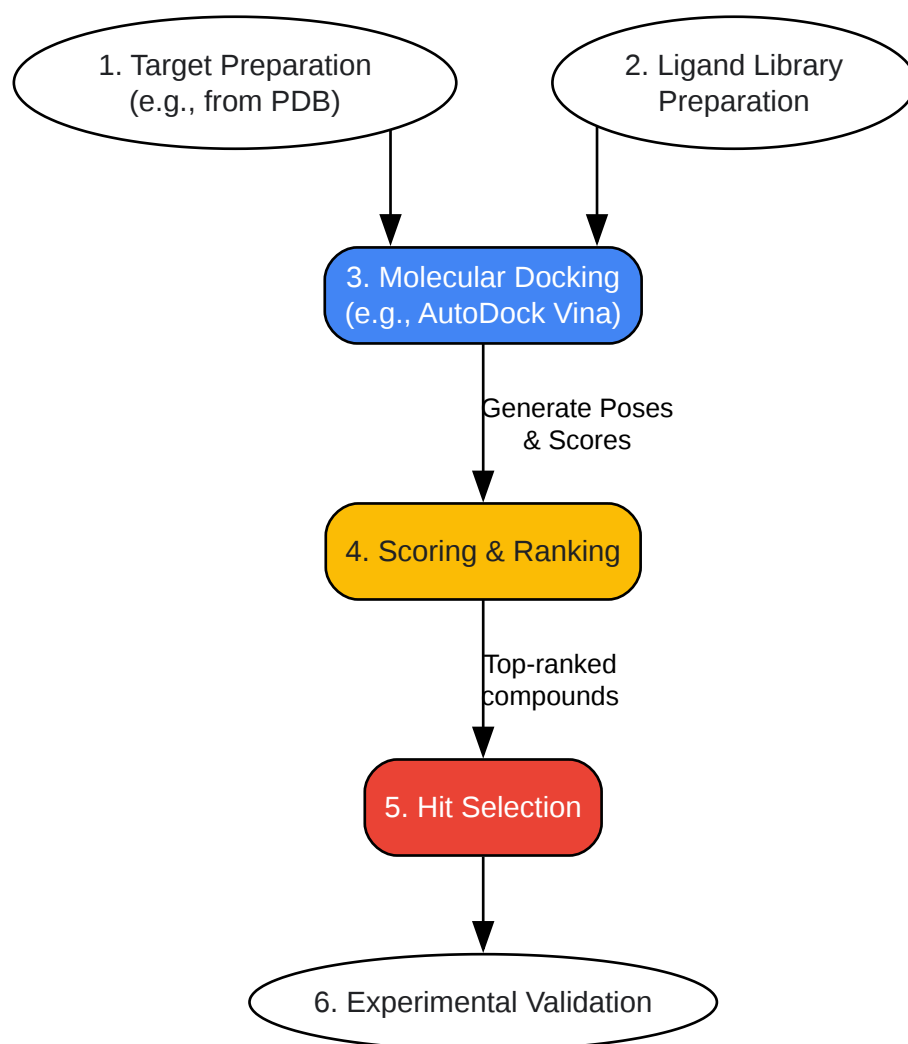 1. Target Preparation
(e.g., from PDB)
2. Ligand Library
Preparation
3. Molecular Docking
(e.g., AutoDock Vina)
Generate Poses
& Scores
4. Scoring & Ranking
Top-ranked
compounds
5. Hit Selection
6. Experimental Validation